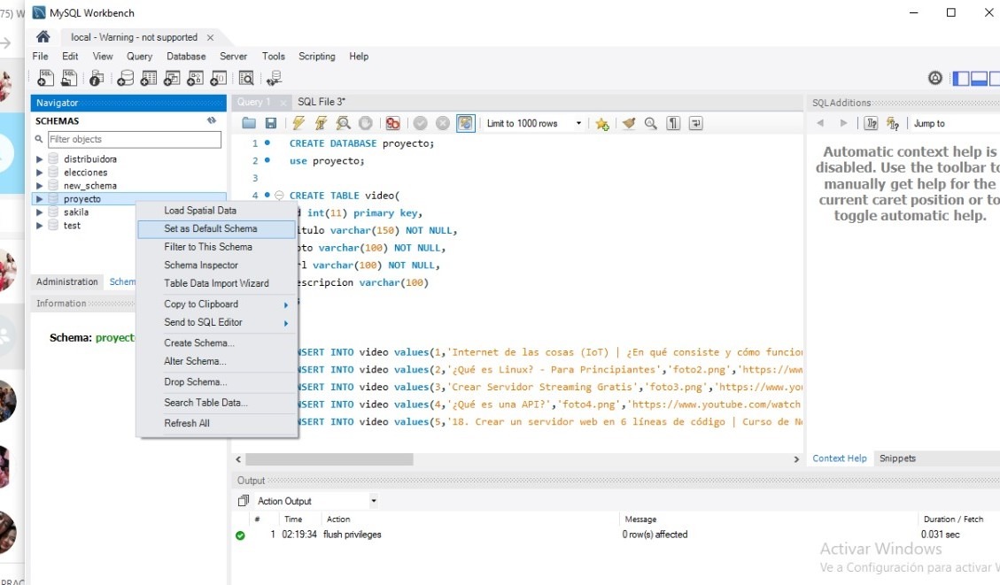 75) W
MySQL Workbench
local - Warning - not supported
File Edit View Query Database Server Tools Scripting Help
Navigator
SCHEMAS
Filter objects
distribuidora
elecciones
new_schema
proyecto
sakila
test
Load Spatial Data
Set as Default Schema
Filter to This Schema
Schema Inspector
Table Data Import Wizard
Copy to Clipboard
Send to SQL Editor
Create Schema...
Alter Schema...
Drop Schema...
Search Table Data...
Refresh All
Administration Schem
Information
Schema: proyect
Query 1 SQL File 3*
Limit to 1000 rows
1 CREATE DATABASE proyecto;
2 use proyecto;
3
4 CREATE TABLE video(
d int(11) primary key,
itulo varchar(150) NOT NULL,
oto varchar(100) NOT NULL,
rl varchar(100) NOT NULL,
escripcion varchar(100)
NSERT INTO video values(1,'Internet de las cosas (IoT) | ¿En qué consiste y cómo funcion
NSERT INTO video values(2,'¿Qué es Linux? - Para Principiantes','foto2.png','https://ww
NSERT INTO video values(3,'Crear Servidor Streaming Gratis','foto3.png','https://www.yo
NSERT INTO video values(4,'¿Qué es una API?','foto4.png','https://www.youtube.com/watch
NSERT INTO video values(5,'18. Crear un servidor web en 6 líneas de código | Curso de N
SQLAdditions
Jump to
Automatic context help is
disabled. Use the toolbar to
manually get help for the
current caret position or to
toggle automatic help.
Context Help Snippets
Output
Action Output
# Time Action Message Duration / Fetch
1 02:19:34 flush privileges 0 row(s) affected 0.031 sec
Activar Windows
Ve a Configuración para activar W
PRAC